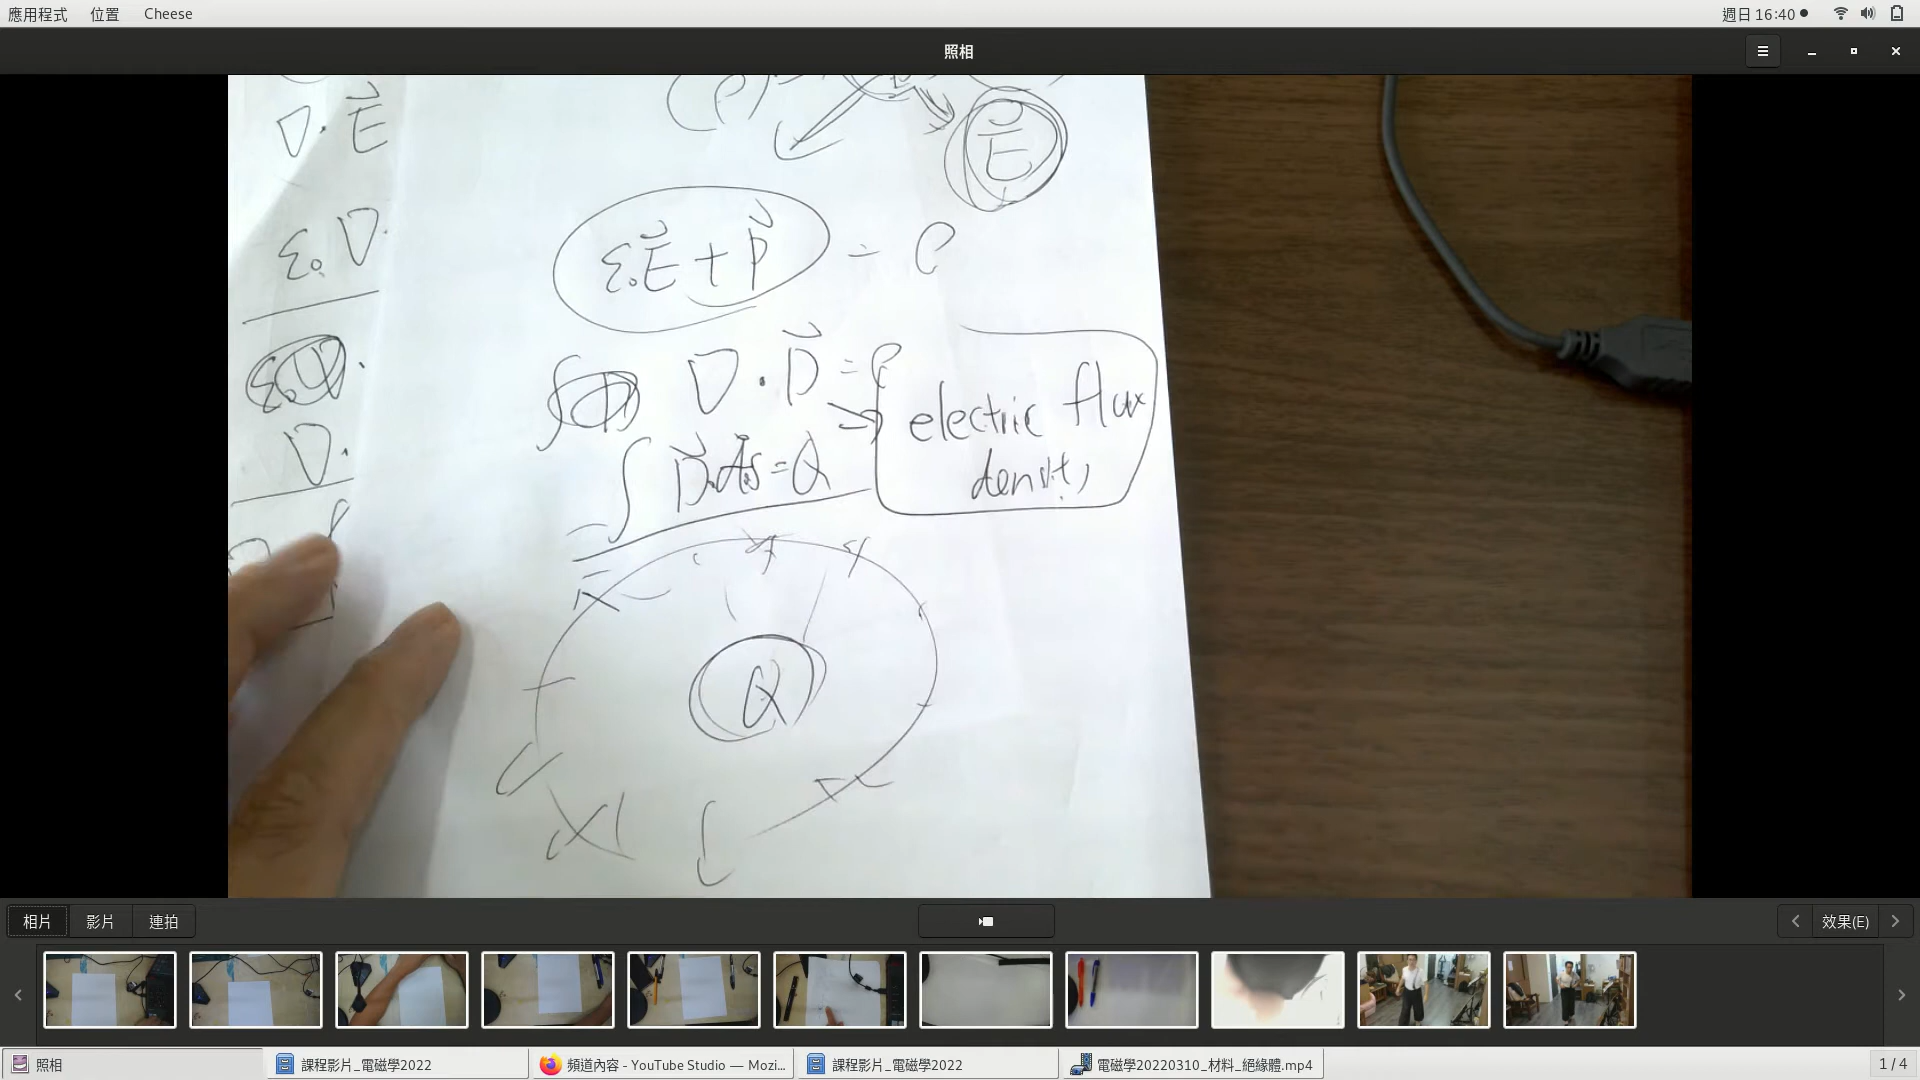 應用程式 位置 Cheese 週日 16:40
照相
∇·E⃗
(ρ) E⃗
ε₀∇· ε₀E⃗ + P⃗ = ρ
∇·D⃗ = ρ
electric flux
density
∇·
∫ D⃗·ds⃗ = Q
Q
相片 影片 連拍 效果(E)
照相 課程影片_電磁學2022 頻道內容 - YouTube Studio — Mozi... 課程影片_電磁學2022 電磁學20220310_材料_絕緣體.mp4 1 / 4